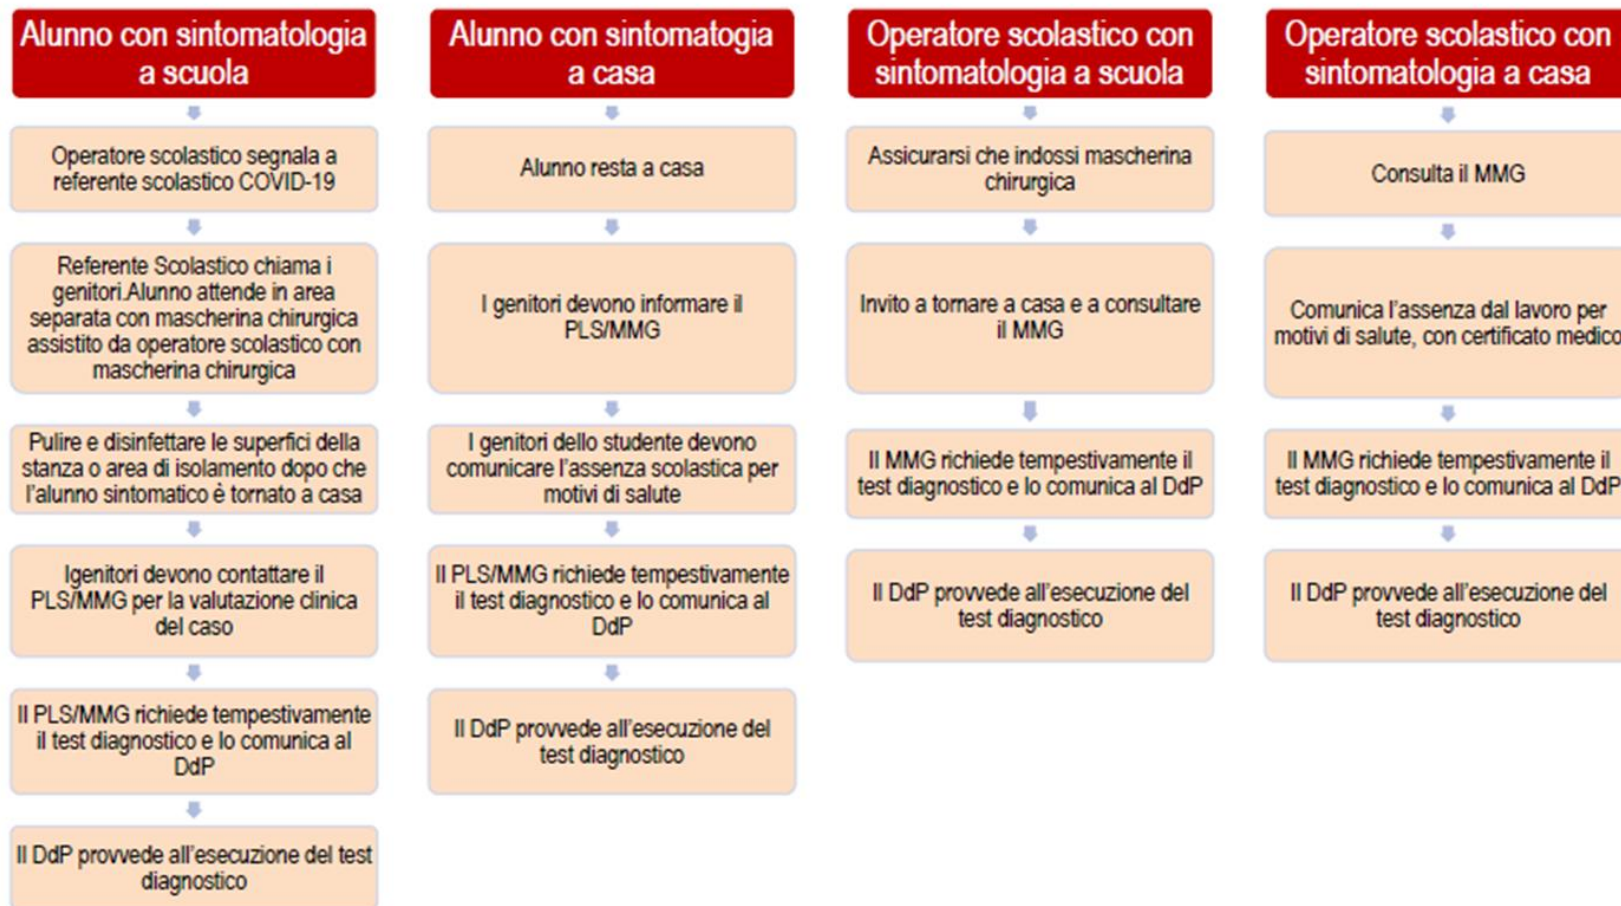 Alunno con sintomatologia
a scuola
Operatore scolastico segnala a
referente scolastico COVID-19
Referente Scolastico chiama i
genitori.Alunno attende in area
separata con mascherina chirurgica
assistito da operatore scolastico con
mascherina chirurgica
Pulire e disinfettare le superfici della
stanza o area di isolamento dopo che
l'alunno sintomatico è tornato a casa
Igenitori devono contattare il
PLS/MMG per la valutazione clinica
del caso
Il PLS/MMG richiede tempestivamente
il test diagnostico e lo comunica al
DdP
Il DdP provvede all'esecuzione del test
diagnostico
Alunno con sintomatogia
a casa
Alunno resta a casa
I genitori devono informare il
PLS/MMG
I genitori dello studente devono
comunicare l'assenza scolastica per
motivi di salute
Il PLS/MMG richiede tempestivamente
il test diagnostico e lo comunica al
DdP
Il DdP provvede all'esecuzione del
test diagnostico
Operatore scolastico con
sintomatologia a scuola
Assicurarsi che indossi mascherina
chirurgica
Invito a tornare a casa e a consultare
il MMG
Il MMG richiede tempestivamente il
test diagnostico e lo comunica al DdP
Il DdP provvede all'esecuzione del
test diagnostico
Operatore scolastico con
sintomatologia a casa
Consulta il MMG
Comunica l'assenza dal lavoro per
motivi di salute, con certificato medico
Il MMG richiede tempestivamente il
test diagnostico e lo comunica al DdP
Il DdP provvede all'esecuzione del
test diagnostico